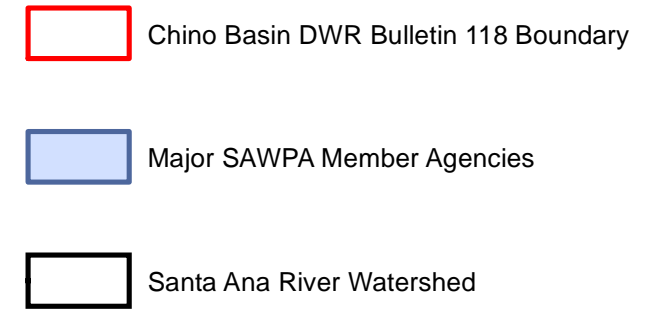 Chino Basin DWR Bulletin 118 Boundary
Major SAWPA Member Agencies
Santa Ana River Watershed